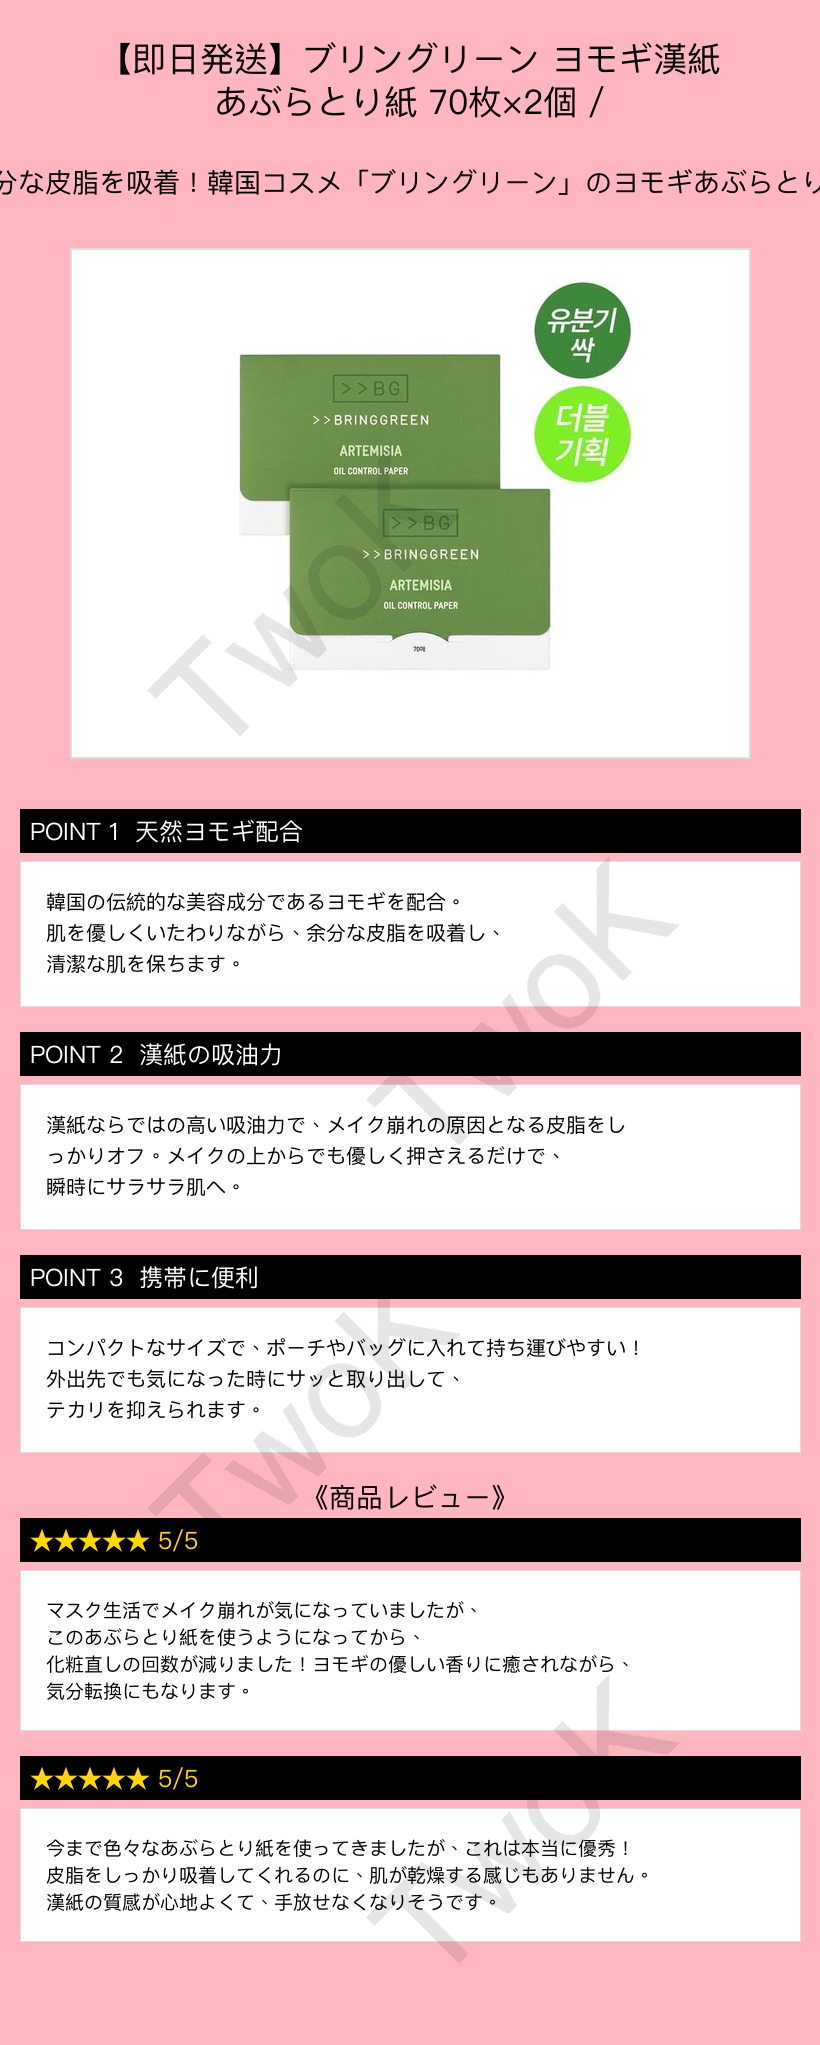 【即日発送】ブリングリーン ヨモギ漢紙
あぶらとり紙 70枚×2個 /
分な皮脂を吸着！韓国コスメ「ブリングリーン」のヨモギあぶらとり
유분기
싹
더블
기획
>>BG
>>BRINGGREEN
ARTEMISIA
OIL CONTROL PAPER
>>BG
>>BRINGGREEN
ARTEMISIA
OIL CONTROL PAPER
70매
TwoK
POINT 1 天然ヨモギ配合
韓国の伝統的な美容成分であるヨモギを配合。
肌を優しくいたわりながら、余分な皮脂を吸着し、
清潔な肌を保ちます。
TwoK
POINT 2 漢紙の吸油力
漢紙ならではの高い吸油力で、メイク崩れの原因となる皮脂をし
っかりオフ。メイクの上からでも優しく押さえるだけで、
瞬時にサラサラ肌へ。
POINT 3 携帯に便利
コンパクトなサイズで、ポーチやバッグに入れて持ち運びやすい！
外出先でも気になった時にサッと取り出して、
テカリを抑えられます。
TwoK
《商品レビュー》
★★★★★ 5/5
マスク生活でメイク崩れが気になっていましたが、
このあぶらとり紙を使うようになってから、
化粧直しの回数が減りました！ヨモギの優しい香りに癒されながら、
気分転換にもなります。
★★★★★ 5/5
今まで色々なあぶらとり紙を使ってきましたが、これは本当に優秀！
皮脂をしっかり吸着してくれるのに、肌が乾燥する感じもありません。
漢紙の質感が心地よくて、手放せなくなりそうです。
TwoK